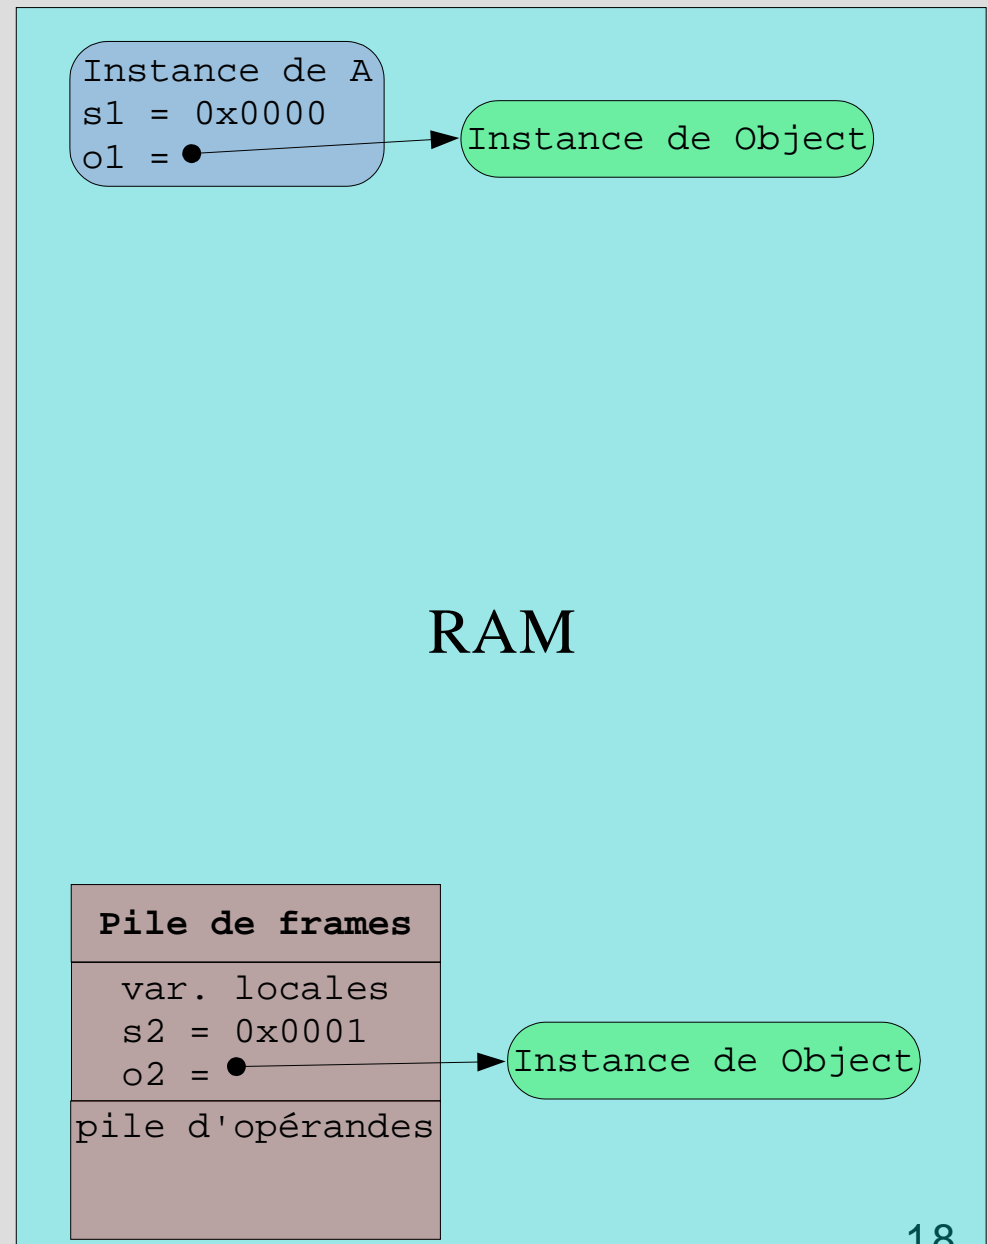 Instance de A
s1 = 0x0000
o1 =
Instance de Object
RAM
Pile de frames
var. locales
s2 = 0x0001
o2 =
Instance de Object
pile d'opérandes
18